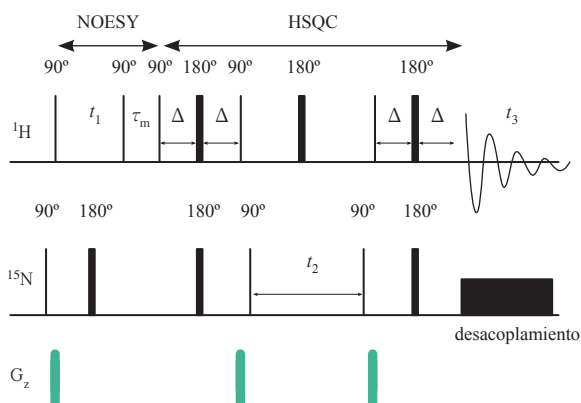 NOESY HSQC
90º 90º 90º 180º 90º 180º 180º
t1 τm Δ Δ Δ Δ t3
1H
90º 180º 180º 90º 90º 180º
15N t2
desacoplamiento
Gz